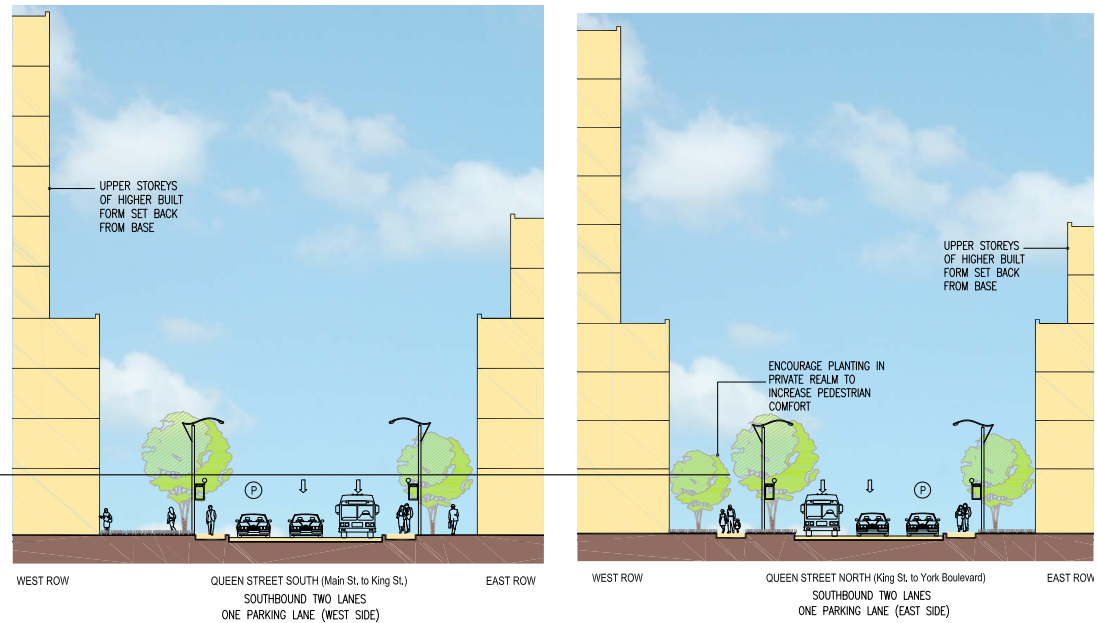 UPPER STOREYS
OF HIGHER BUILT
FORM SET BACK
FROM BASE
P
WEST ROW
QUEEN STREET SOUTH (Main St. to King St.)
EAST ROW
SOUTHBOUND TWO LANES
ONE PARKING LANE (WEST SIDE)
UPPER STOREYS
OF HIGHER BUILT
FORM SET BACK
FROM BASE
ENCOURAGE PLANTING IN
PRIVATE REALM TO
INCREASE PEDESTRIAN
COMFORT
P
WEST ROW
QUEEN STREET NORTH (King St. to York Boulevard)
EAST ROW
SOUTHBOUND TWO LANES
ONE PARKING LANE (EAST SIDE)